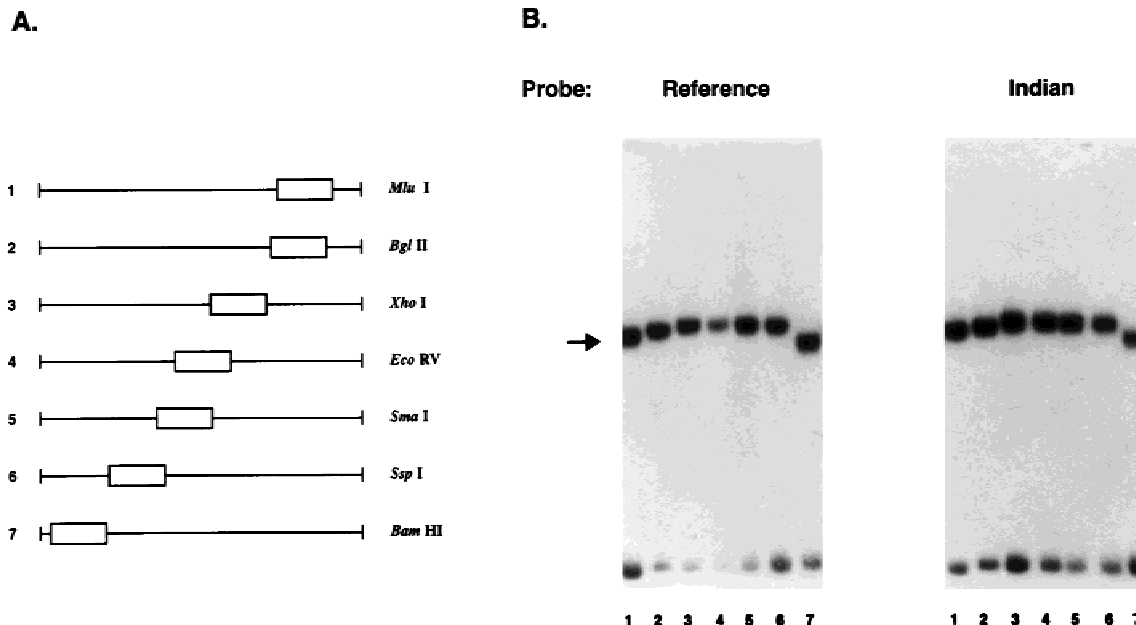 A.
1 Mlu I
2 Bgl II
3 Xho I
4 Eco RV
5 Sma I
6 Ssp I
7 Bam HI
B.
Probe: Reference Indian
1 2 3 4 5 6 7 1 2 3 4 5 6 7